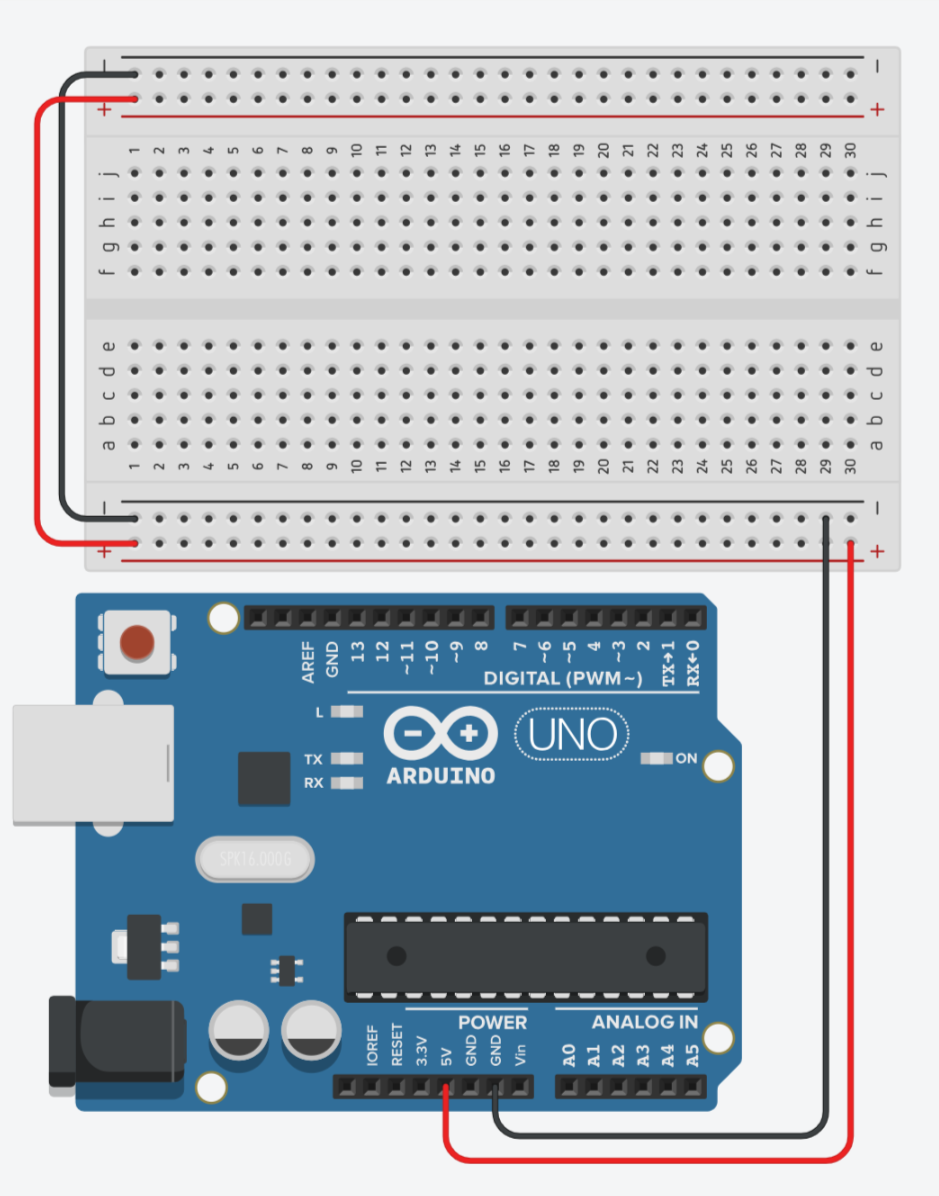 − −
+ +
1 2 3 4 5 6 7 8 9 10 11 12 13 14 15 16 17 18 19 20 21 22 23 24 25 26 27 28 29 30
j j
i i
h h
g g
f f
e e
d d
c c
b b
a a
1 2 3 4 5 6 7 8 9 10 11 12 13 14 15 16 17 18 19 20 21 22 23 24 25 26 27 28 29 30
− −
+ +
AREF GND 13 12 ~11 ~10 ~9 8 7 ~6 ~5 4 ~3 2 TX→1 RX←0
DIGITAL (PWM~)
L
UNO
TX
ON
RX
ARDUINO
SPK16.000G
POWER
ANALOG IN
IOREF RESET 3.3V 5V GND GND Vin A0 A1 A2 A3 A4 A5